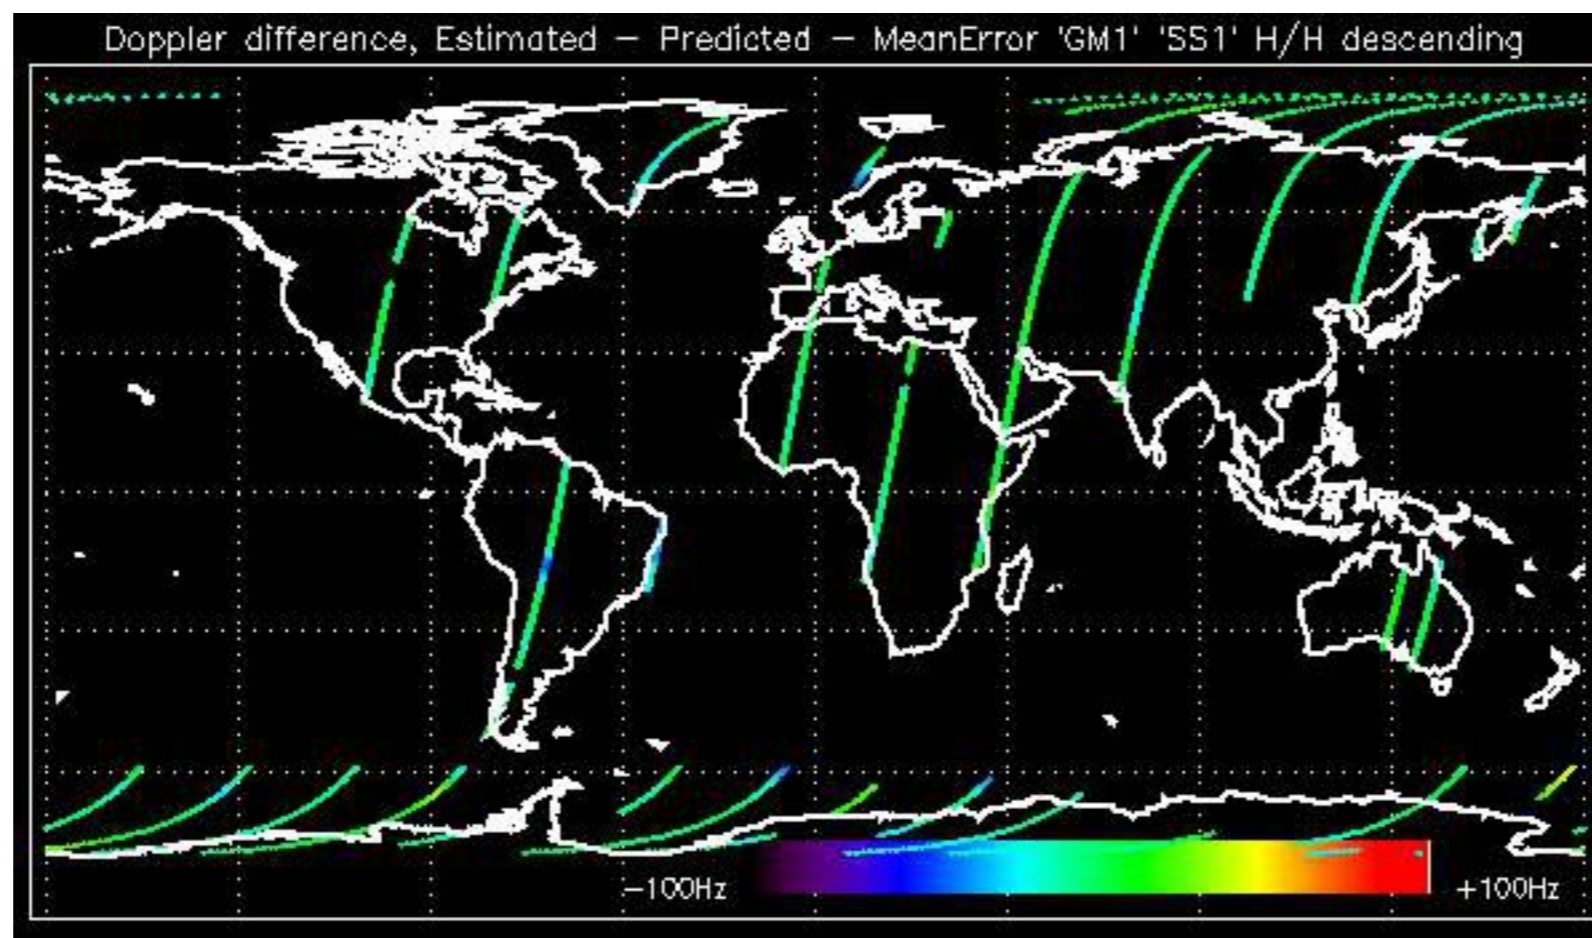 Doppler difference, Estimated – Predicted – MeanError 'GM1' 'SS1' H/H descending
–100Hz +100Hz